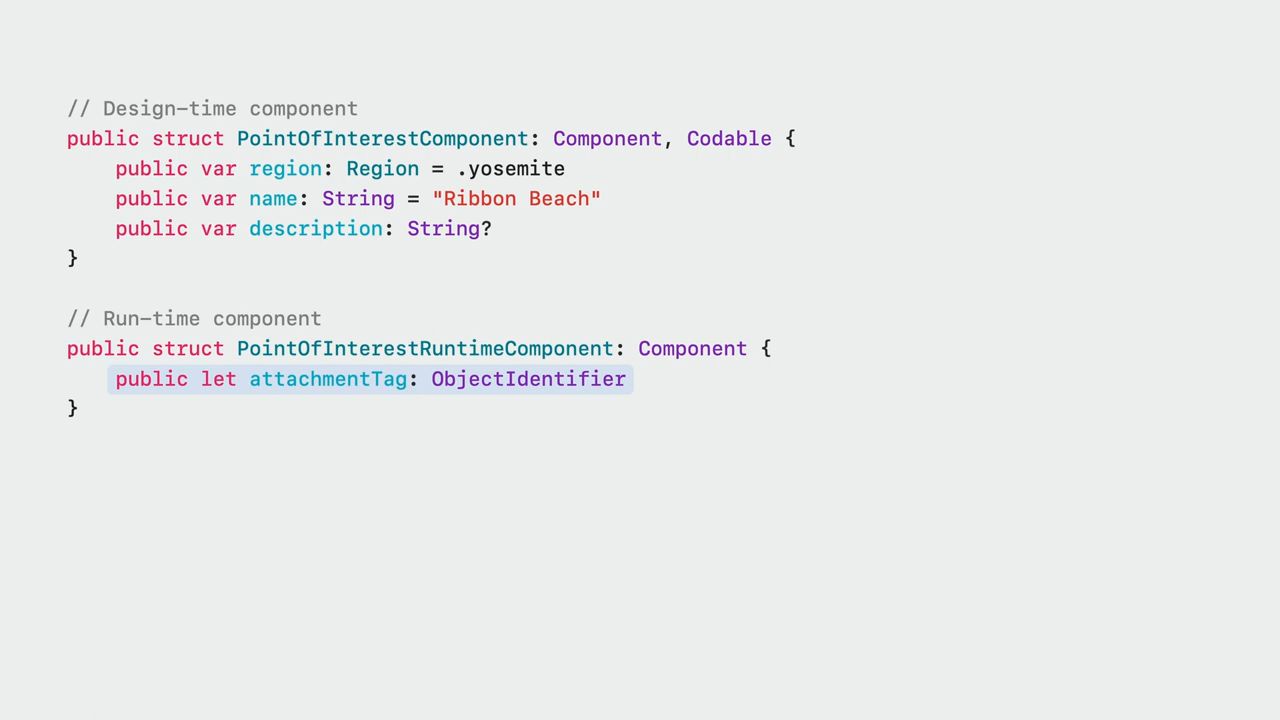 // Design-time component
public struct PointOfInterestComponent: Component, Codable {
    public var region: Region = .yosemite
    public var name: String = "Ribbon Beach"
    public var description: String?
}

// Run-time component
public struct PointOfInterestRuntimeComponent: Component {
    public let attachmentTag: ObjectIdentifier
}